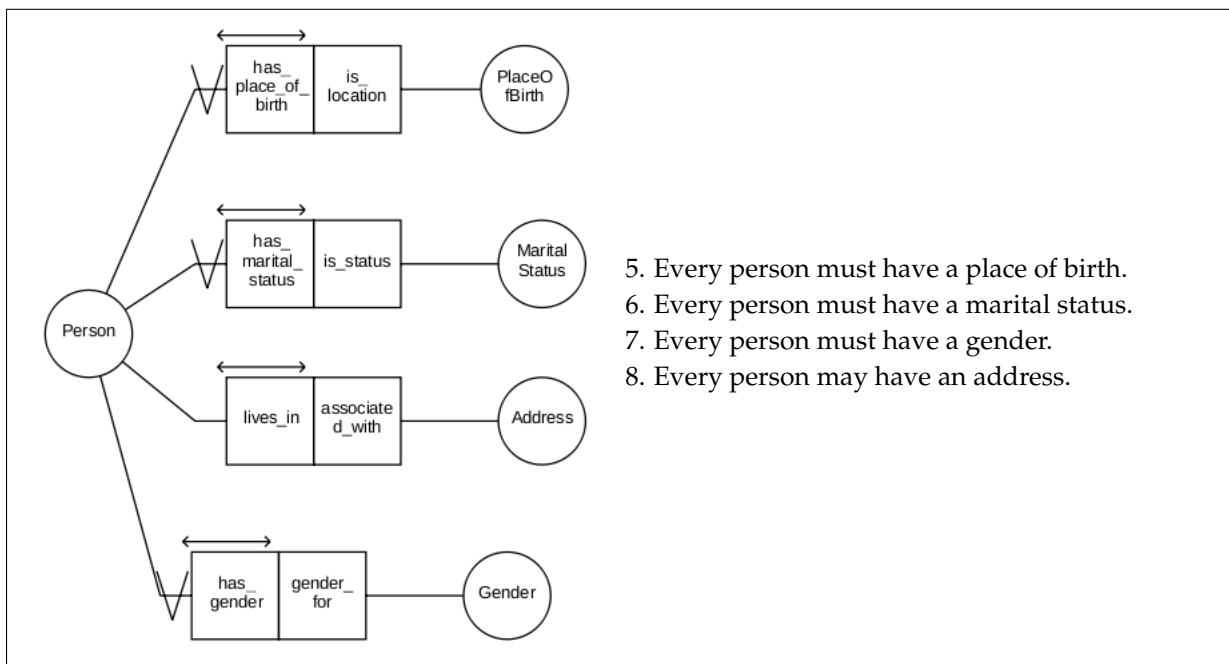 has_
place_of_
birth
is_
location
PlaceO
fBirth
has_
marital_
status
is_status
Marital
Status
Person
lives_in
associate
d_with
Address
has_
gender
gender_
for
Gender
5. Every person must have a place of birth.
6. Every person must have a marital status.
7. Every person must have a gender.
8. Every person may have an address.